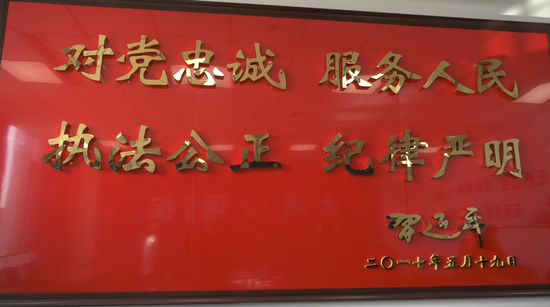 对党忠诚 服务人民
执法公正 纪律严明
习近平
二〇一七年五月十九日